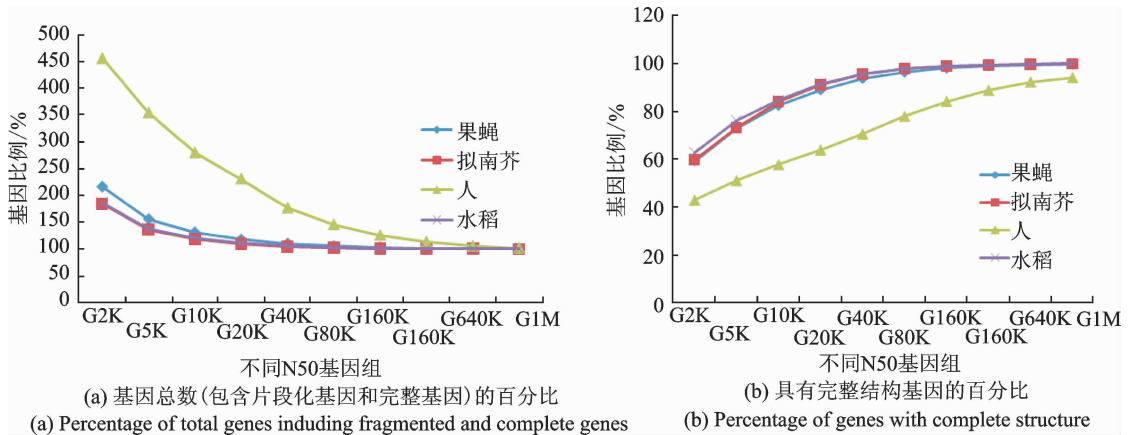 500
450
400
350
300
250
200
150
100
50
0
基因比例/%
果蝇
拟南芥
人
水稻
G2K
G5K
G10K
G20K
G40K
G80K
G160K
G160K
G640K
G1M
不同N50基因组
(a) 基因总数(包含片段化基因和完整基因)的百分比
(a) Percentage of total genes induding fragmented and complete genes
120
100
80
60
40
20
0
基因比例/%
果蝇
拟南芥
人
水稻
G2K
G5K
G10K
G20K
G40K
G80K
G160K
G160K
G640K
G1M
不同N50基因组
(b) 具有完整结构基因的百分比
(b) Percentage of genes with complete structure